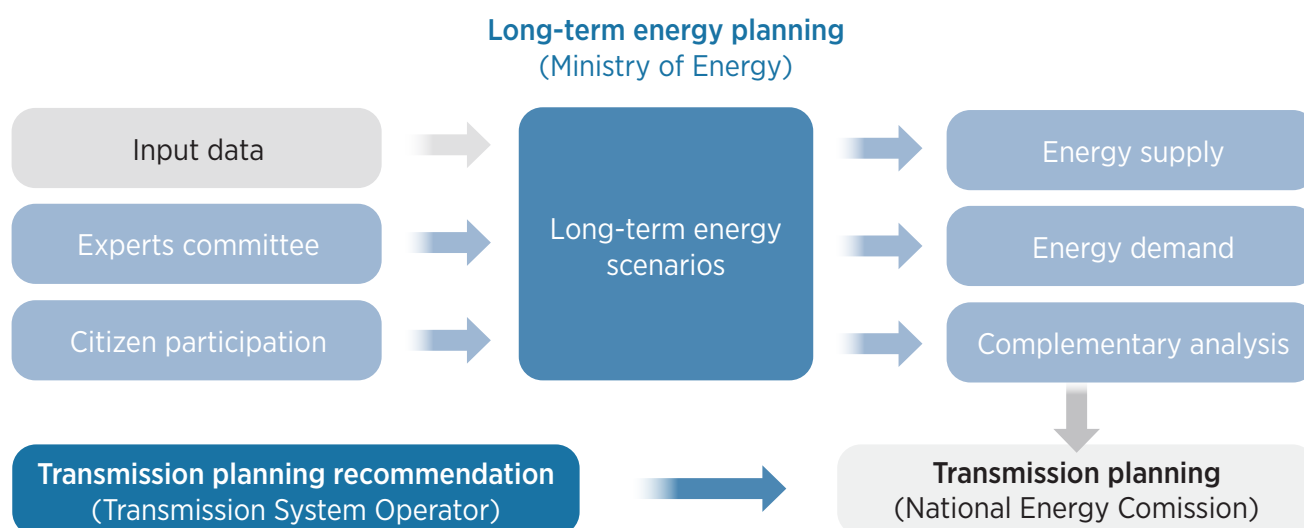 Long-term energy planning
(Ministry of Energy)
Input data
Experts committee
Citizen participation
Long-term energy
scenarios
Energy supply
Energy demand
Complementary analysis
Transmission planning recommendation
(Transmission System Operator)
Transmission planning
(National Energy Comission)